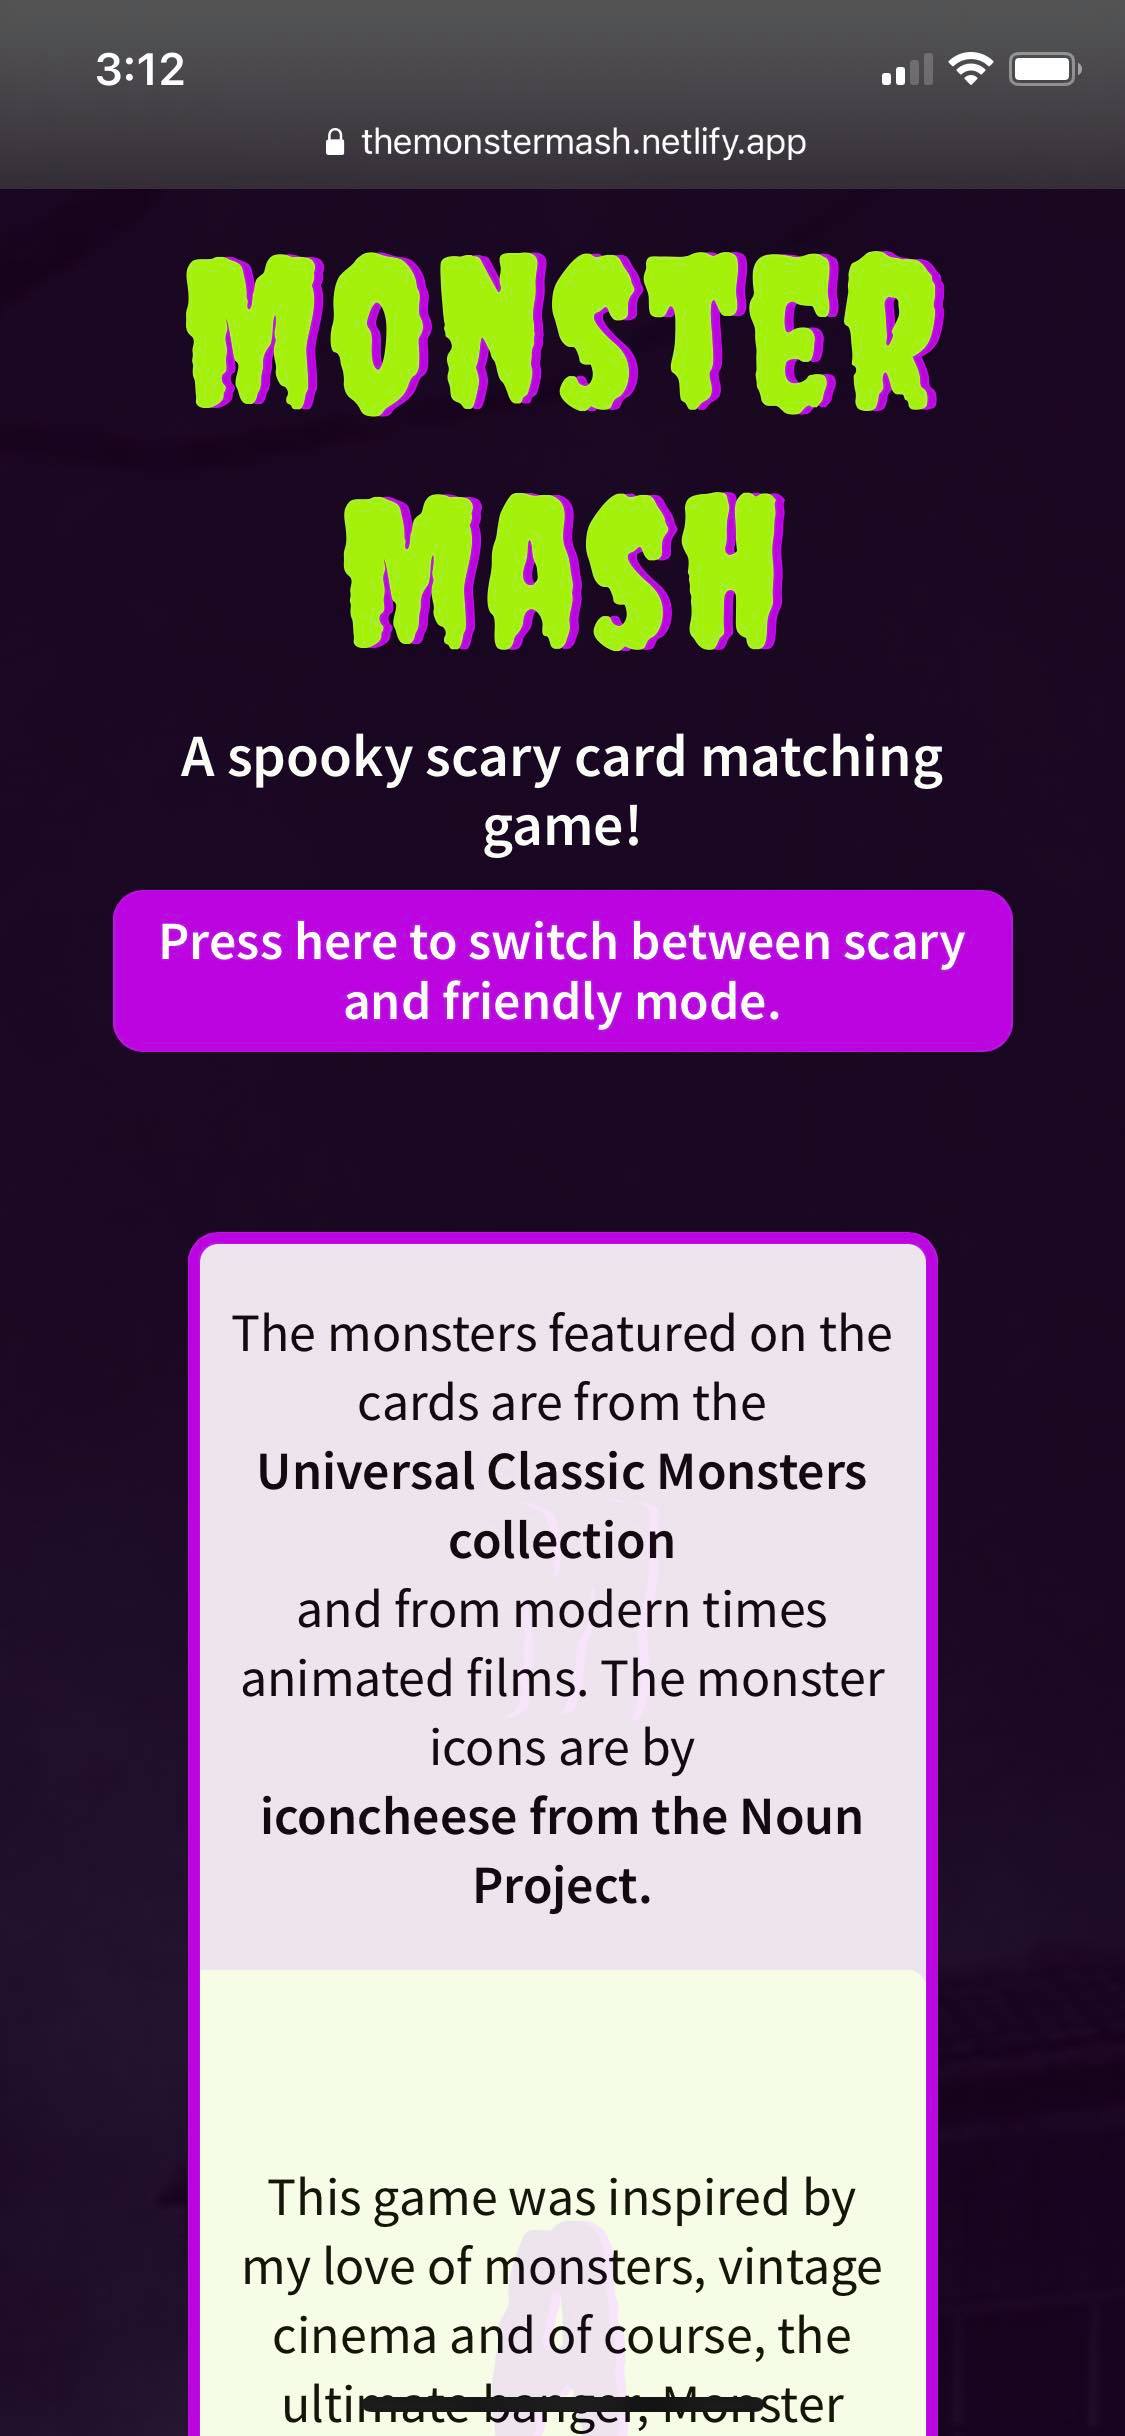 3:12
themonstermash.netlify.app
MONSTER
MASH
A spooky scary card matching
game!
Press here to switch between scary
and friendly mode.
The monsters featured on the
cards are from the
Universal Classic Monsters
collection
and from modern times
animated films. The monster
icons are by
iconcheese from the Noun
Project.
This game was inspired by
my love of monsters, vintage
cinema and of course, the
ultimate banger, Monster